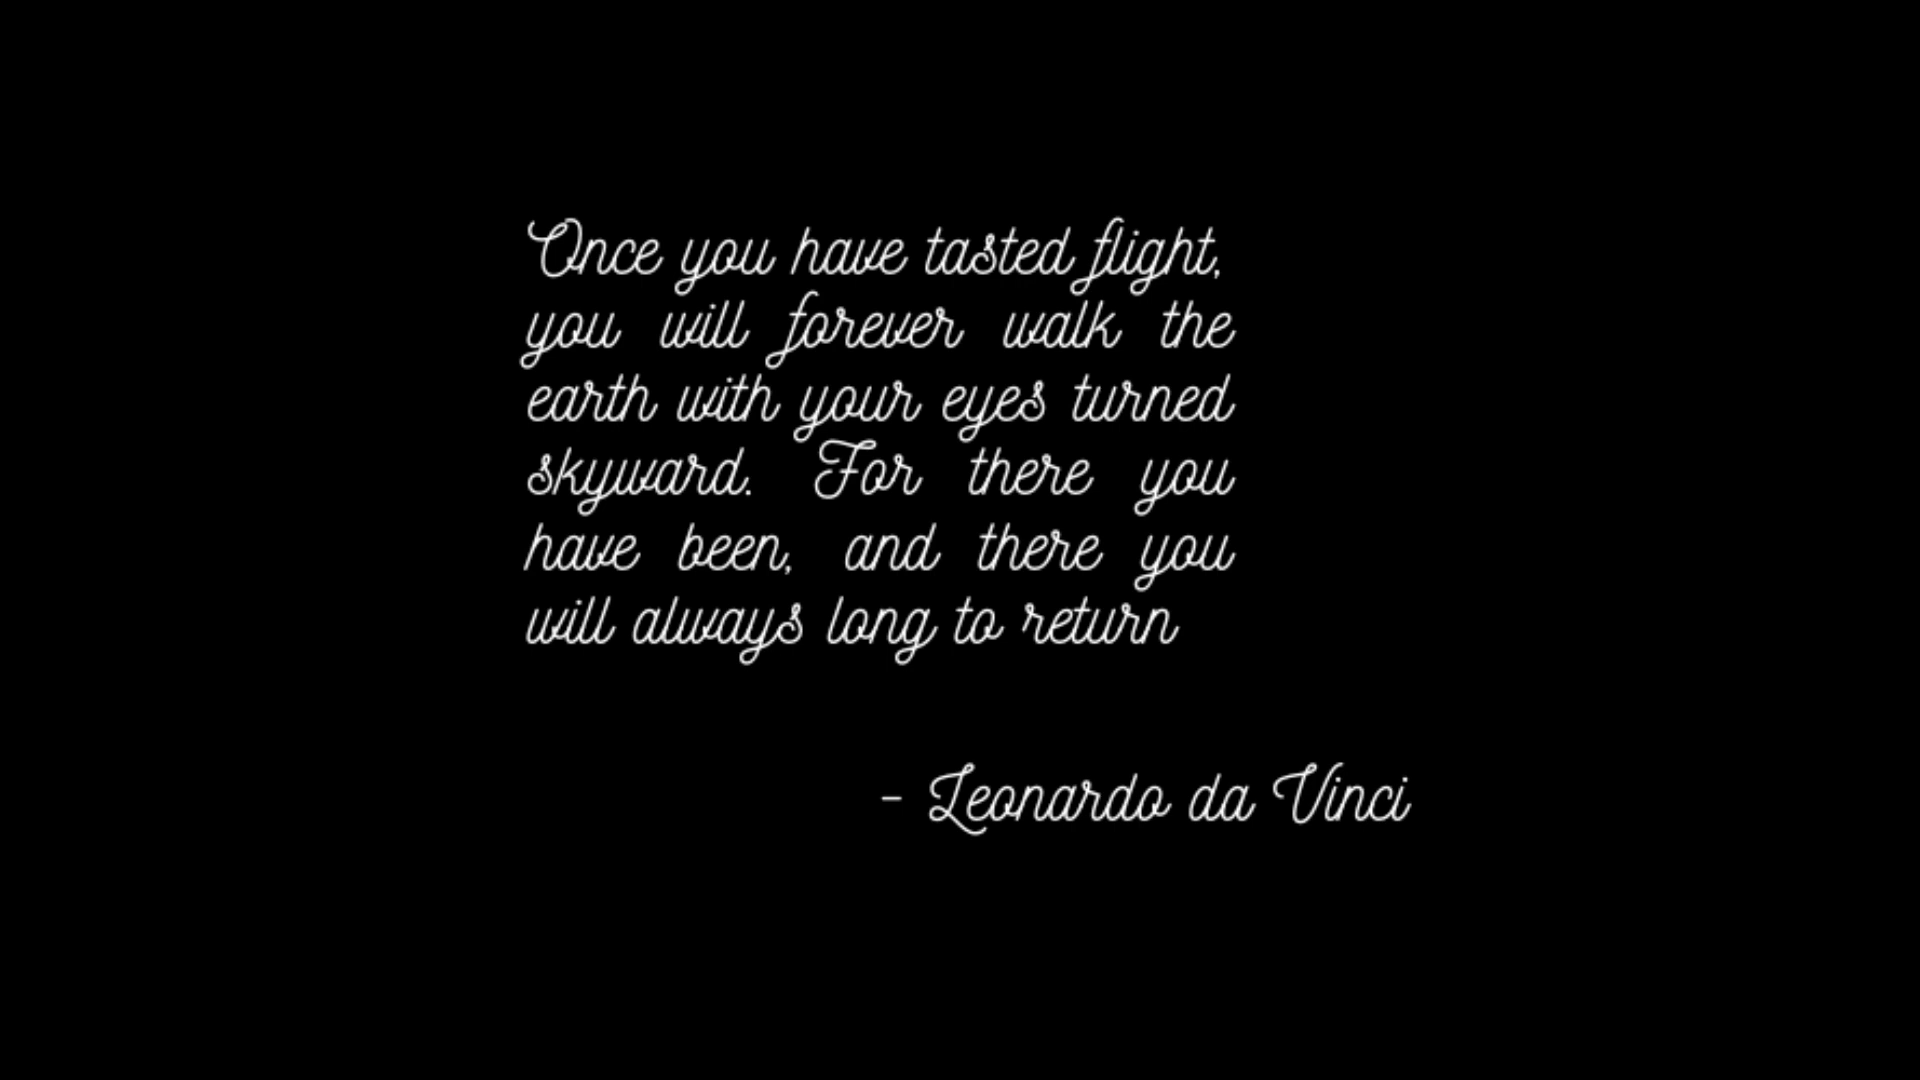 Once you have tasted flight,
you will forever walk the
earth with your eyes turned
skyward. For there you
have been, and there you
will always long to return
- Leonardo da Vinci